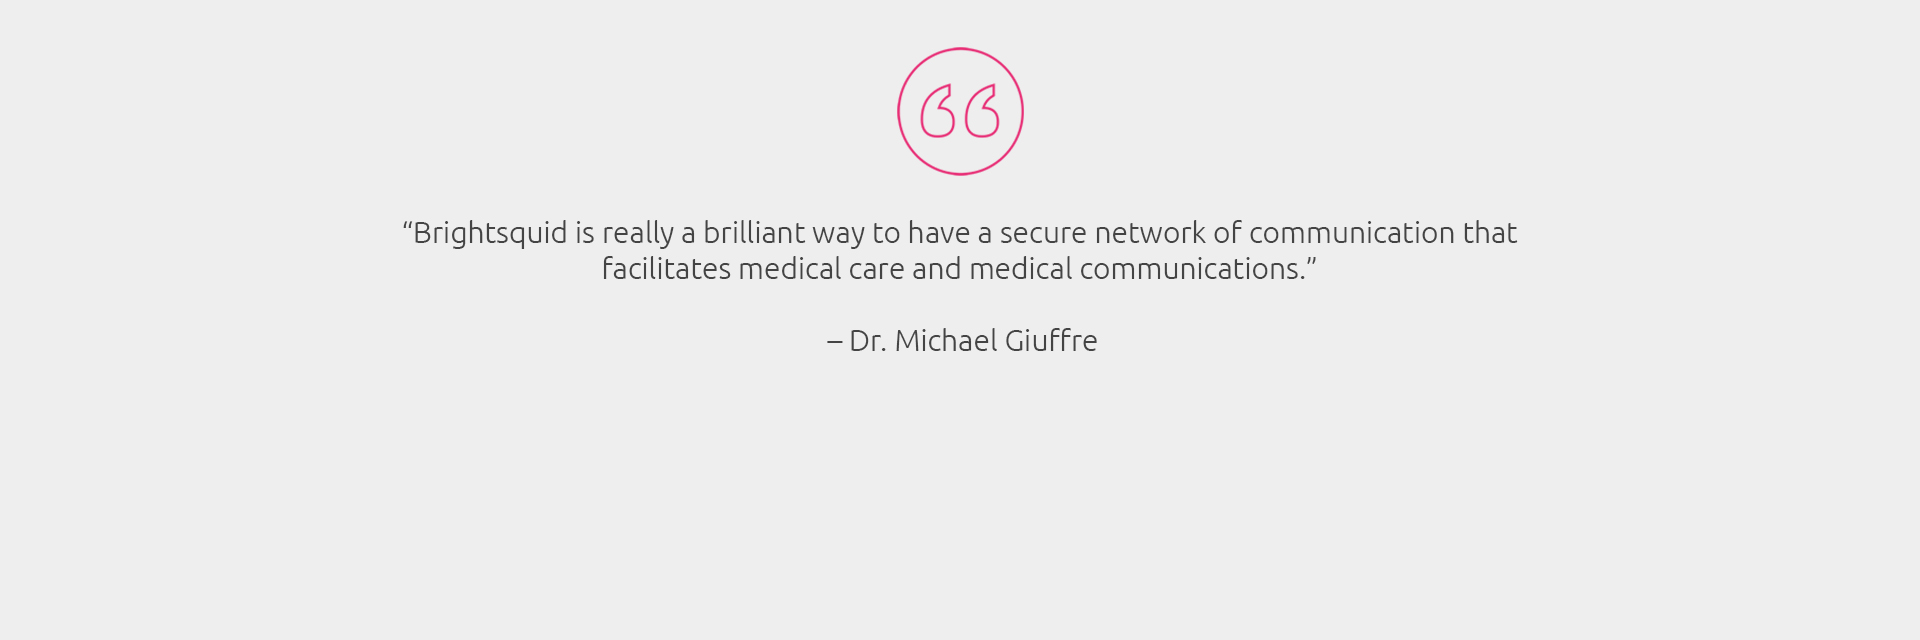 “Brightsquid is really a brilliant way to have a secure network of communication that
facilitates medical care and medical communications.”
– Dr. Michael Giuffre